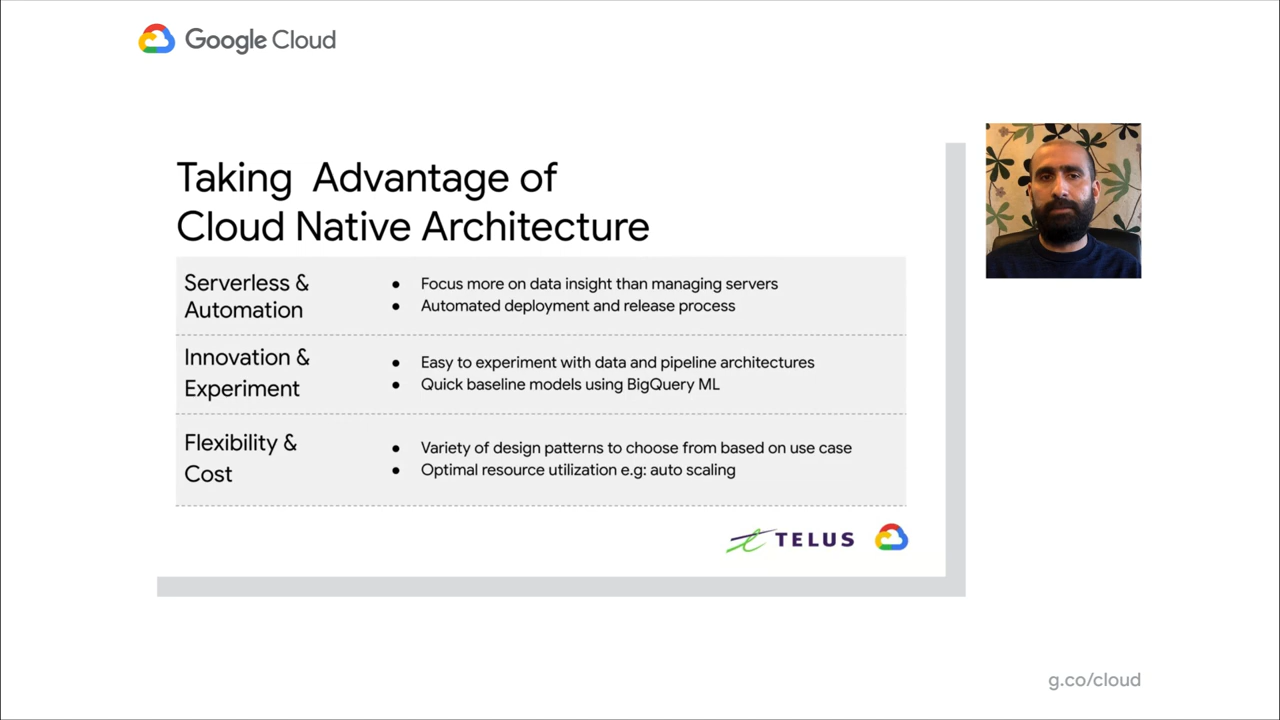 Google Cloud
Taking Advantage of
Cloud Native Architecture
Serverless &
Automation
● Focus more on data insight than managing servers
● Automated deployment and release process
Innovation &
Experiment
● Easy to experiment with data and pipeline architectures
● Quick baseline models using BigQuery ML
Flexibility &
Cost
● Variety of design patterns to choose from based on use case
● Optimal resource utilization e.g: auto scaling
TELUS
g.co/cloud